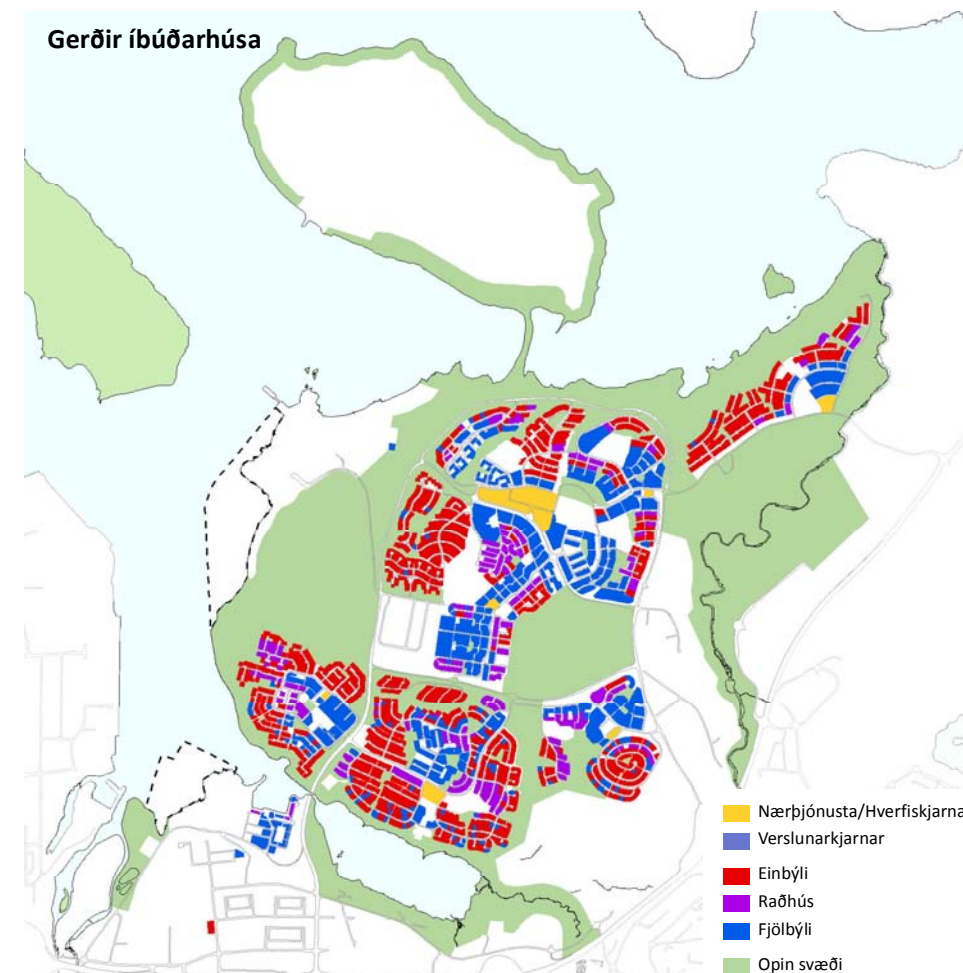 Gerðir íbúðarhúsa
Nærþjónusta/Hverfiskjarna
Verslunarkjarnar
Einbýli
Raðhús
Fjölbýli
Opin svæði